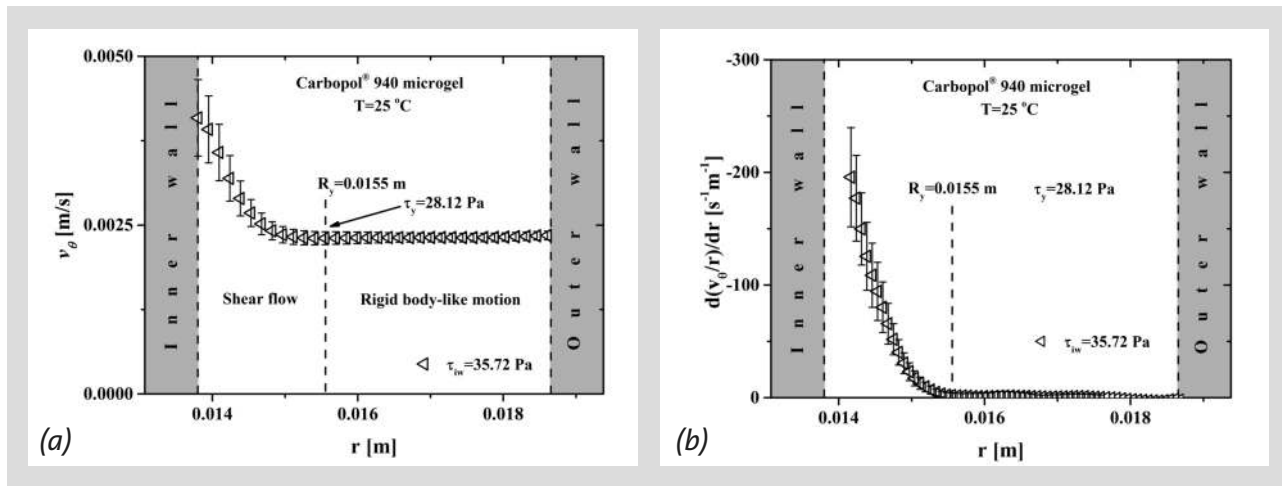 0.0050
0.0025
0.0000
v_θ [m/s]
Inner wall
Carbopol® 940 microgel
T=25 °C
R_y=0.0155 m
τ_y=28.12 Pa
Shear flow
Rigid body-like motion
τ_iw=35.72 Pa
Outer wall
0.014
0.016
0.018
r [m]
(a)
-300
-200
-100
0
d(v_θ/r)/dr [s⁻¹m⁻¹]
Inner wall
Carbopol® 940 microgel
T=25 °C
R_y=0.0155 m
τ_y=28.12 Pa
τ_iw=35.72 Pa
Outer wall
0.014
0.016
0.018
r [m]
(b)